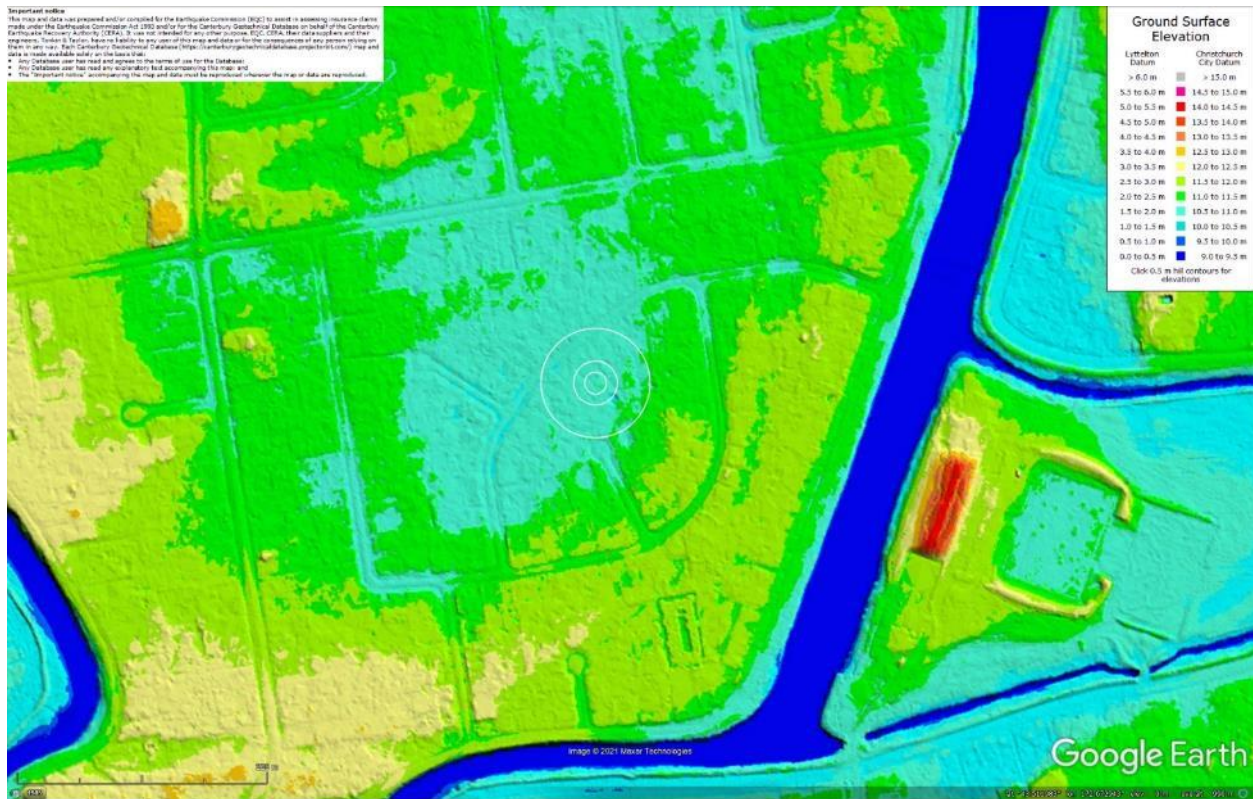 Important notice
This map and data was prepared and/or compiled for the Earthquake Commission (EQC) to assist in assessing insurance claims
made under the Earthquake Commission Act 1993 and/or for the Canterbury Geotechnical Database on behalf of the Canterbury
Earthquake Recovery Authority (CERA). It was not intended for any other purpose. EQC, CERA, their data suppliers and their
engineers, Tonkin & Taylor, have no liability to any user of this map and data or for the consequences of any person relying on
them in any way. Each Canterbury Geotechnical Database (https://canterburygeotechnicaldatabase.projectorbit.com/) map and
data is made available solely on the basis that:
• Any Database user has read and agrees to the terms of use for the Database;
• Any Database user has read any explanatory text accompanying this map; and
• The "Important notice" accompanying the map and data must be reproduced wherever the map or data are reproduced.
Ground Surface
Elevation
Lyttelton Christchurch
Datum City Datum
> 6.0 m > 15.0 m
5.5 to 6.0 m 14.5 to 15.0 m
5.0 to 5.5 m 14.0 to 14.5 m
4.5 to 5.0 m 13.5 to 14.0 m
4.0 to 4.5 m 13.0 to 13.5 m
3.5 to 4.0 m 12.5 to 13.0 m
3.0 to 3.5 m 12.0 to 12.5 m
2.5 to 3.0 m 11.5 to 12.0 m
2.0 to 2.5 m 11.0 to 11.5 m
1.5 to 2.0 m 10.5 to 11.0 m
1.0 to 1.5 m 10.0 to 10.5 m
0.5 to 1.0 m 9.5 to 10.0 m
0.0 to 0.5 m 9.0 to 9.5 m
Click 0.5 m hill contours for
elevations
Image © 2021 Maxar Technologies
Google Earth